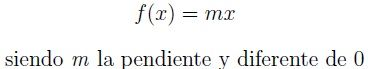 f(x) = mx
siendo m la pendiente y diferente de 0